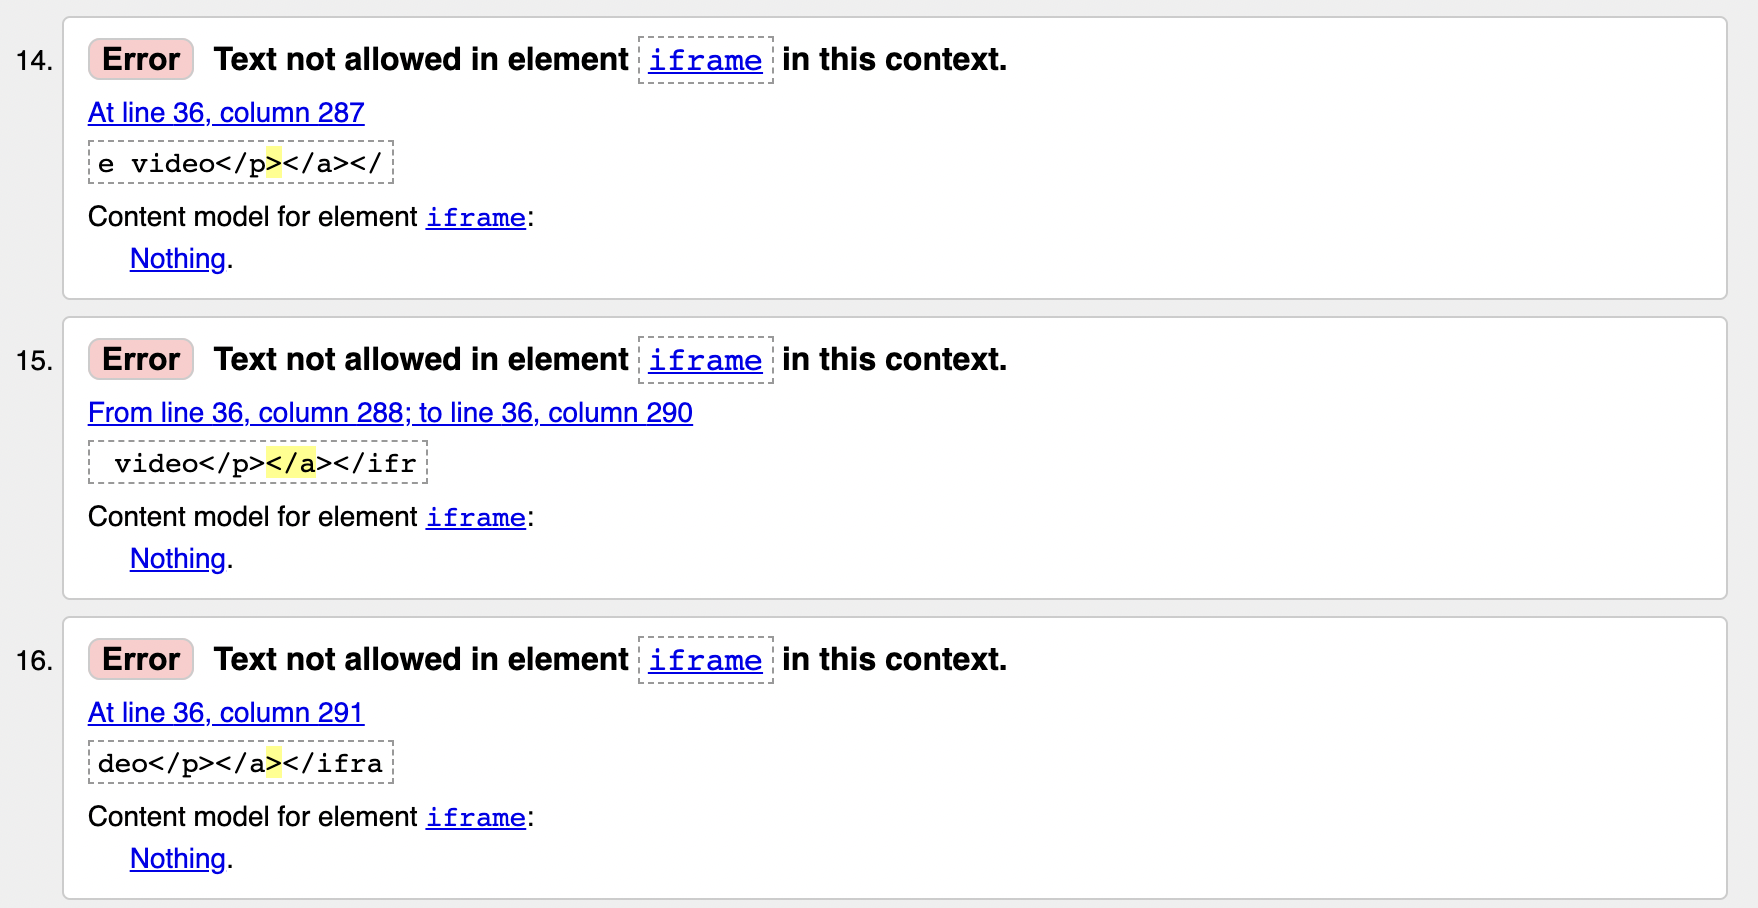 14. Error Text not allowed in element iframe in this context.
At line 36, column 287
e video</p></a></
Content model for element iframe:
Nothing.
15. Error Text not allowed in element iframe in this context.
From line 36, column 288; to line 36, column 290
video</p></a></ifr
Content model for element iframe:
Nothing.
16. Error Text not allowed in element iframe in this context.
At line 36, column 291
deo</p></a></ifra
Content model for element iframe:
Nothing.